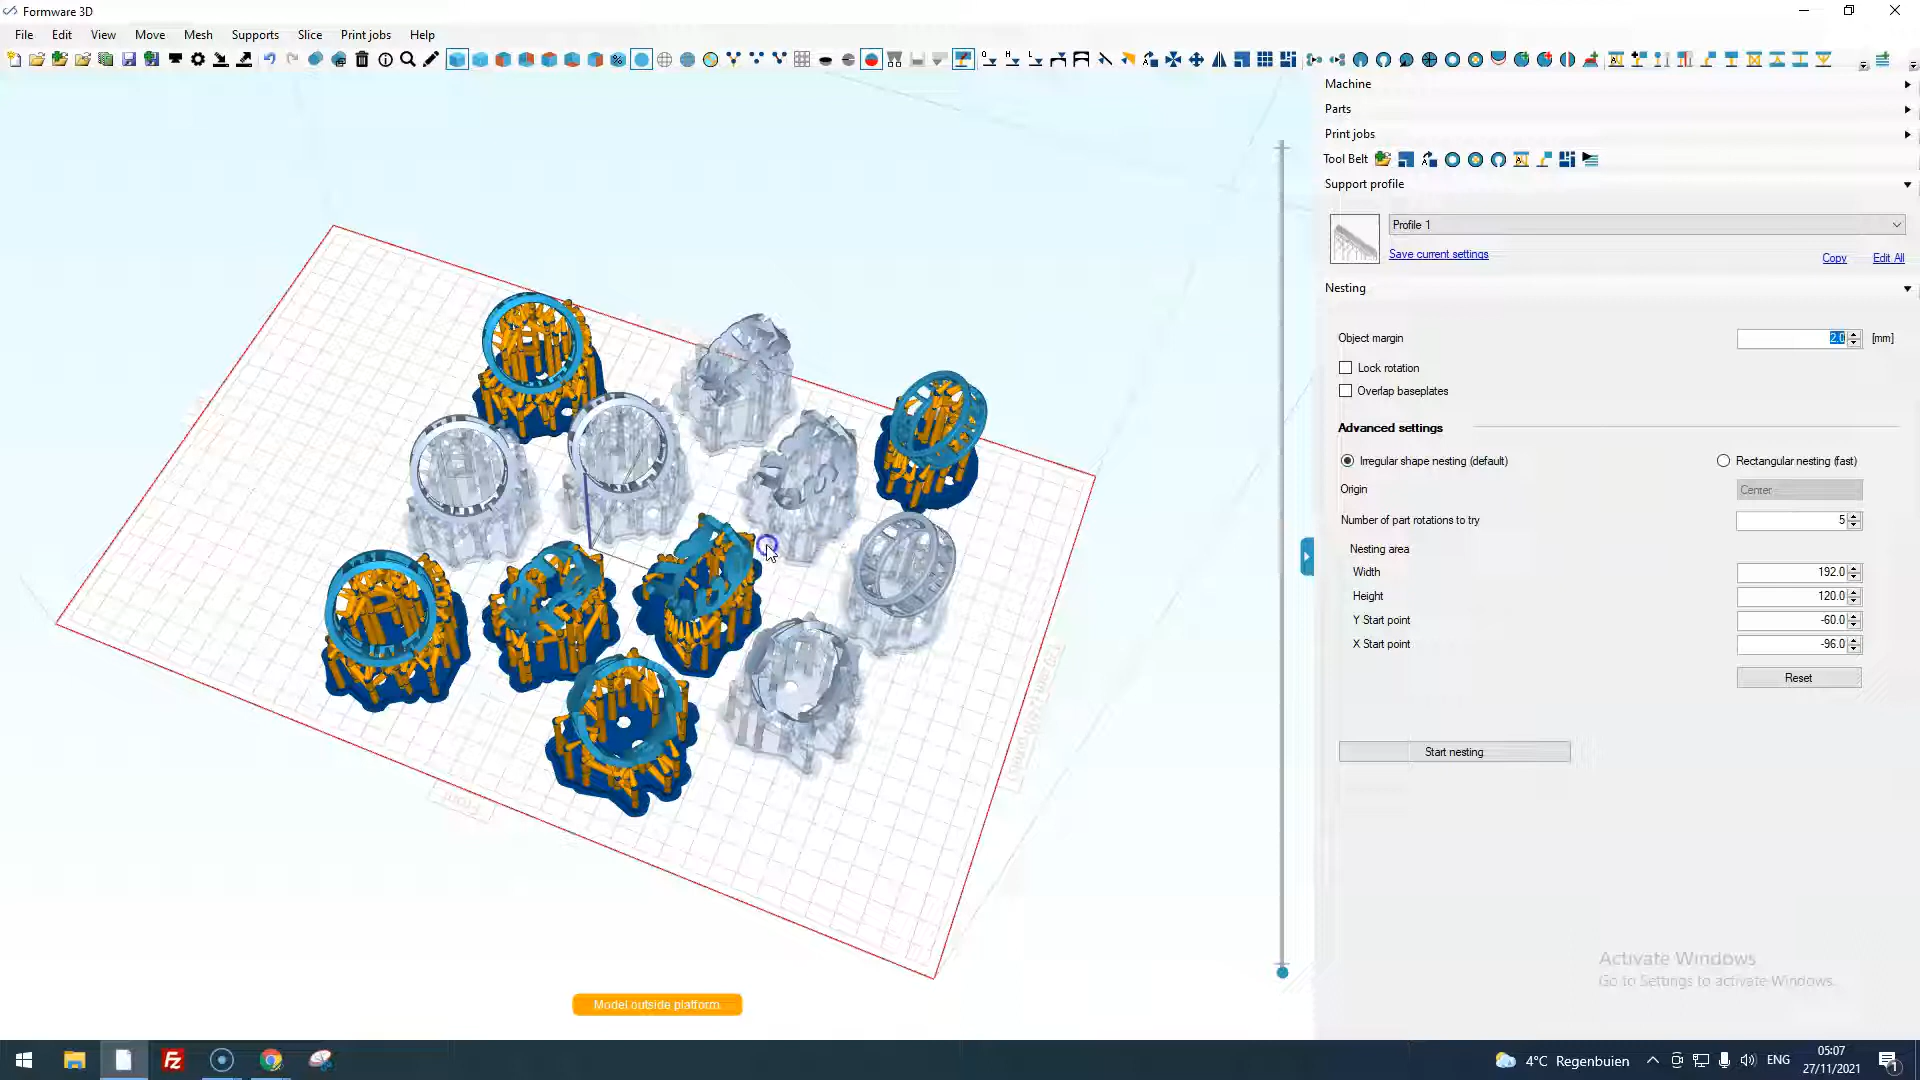 Formware 3D
File Edit View Move Mesh Supports Slice Print jobs Help
Machine
Parts
Print jobs
Tool Belt
Support profile
Profile 1
Save current settings
Copy
Edit All
Nesting
Object margin
2.0
[mm]
Lock rotation
Overlap baseplates
Advanced settings
Irregular shape nesting (default)
Rectangular nesting (fast)
Origin
Center
Number of part rotations to try
5
Nesting area
Width
192.0
Height
120.0
Y Start point
-60.0
X Start point
-96.0
Reset
Start nesting
Front
Model outside platform
Activate Windows
Go to Settings to activate Windows.
4°C Regenbuien
ENG
05:07
27/11/2021
1